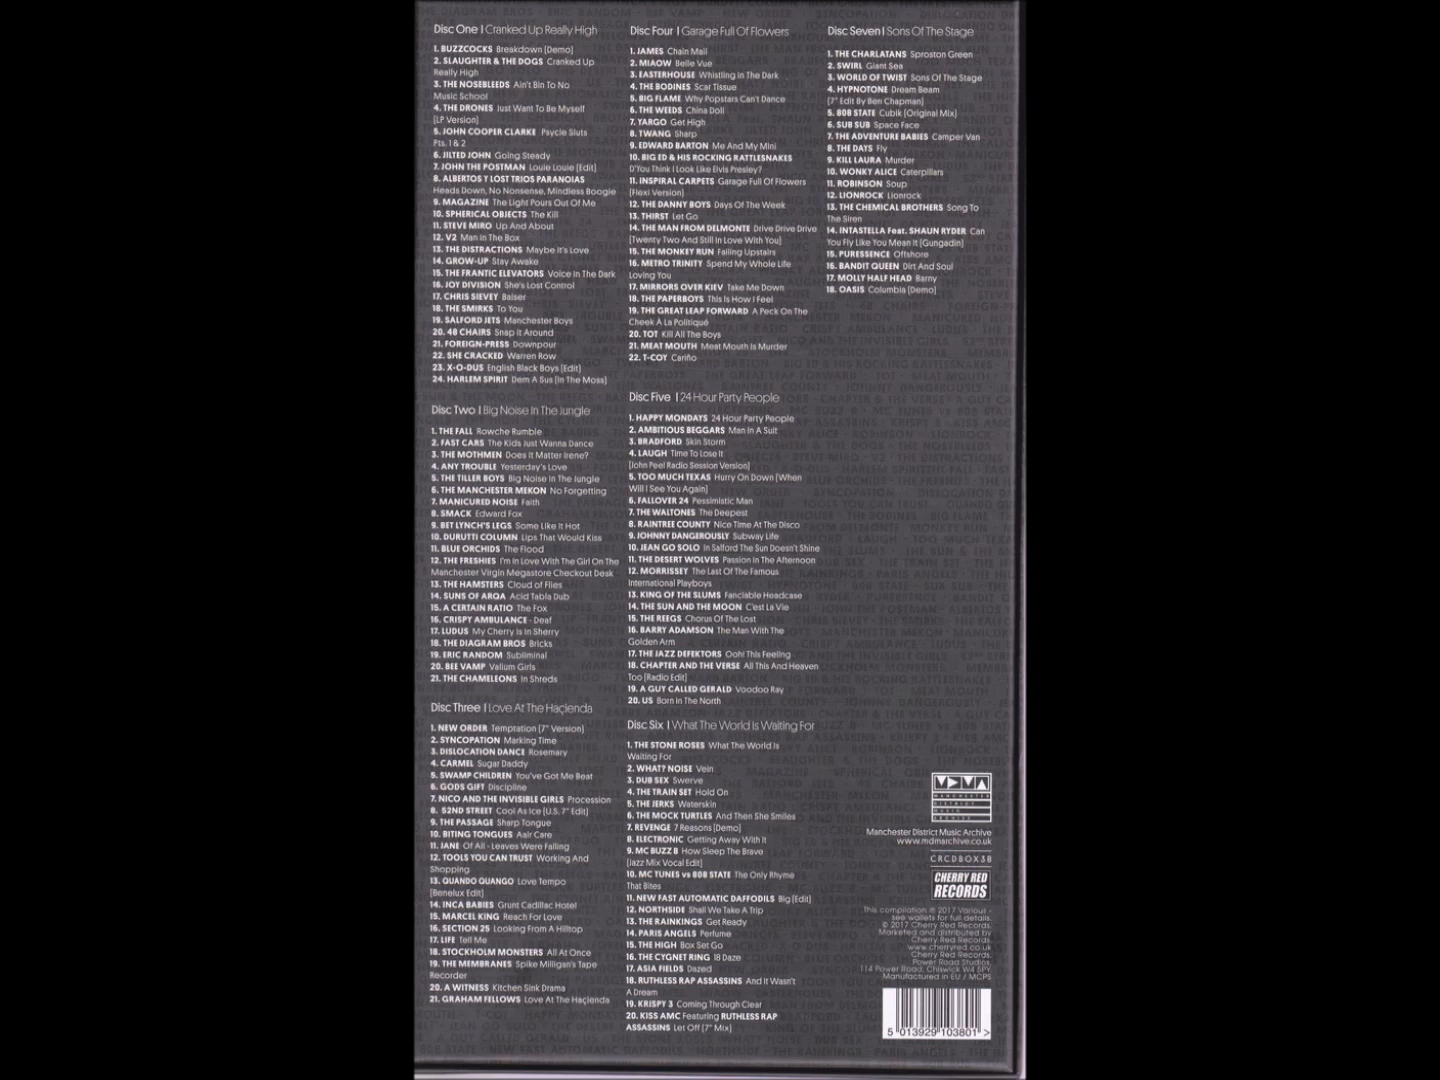 Disc One | Cranked Up Really High
1. BUZZCOCKS Breakdown [Demo]
2. SLAUGHTER & THE DOGS Cranked Up
Really High
3. THE NOSEBLEEDS Ain't Bin To No
Music School
4. THE DRONES Just Want To Be Myself
[LP Version]
5. JOHN COOPER CLARKE Psycle Sluts
Pts. 1 & 2
6. JILTED JOHN Going Steady
7. JOHN THE POSTMAN Louie Louie [Edit]
8. ALBERTOS Y LOST TRIOS PARANOIAS
Heads Down, No Nonsense, Mindless Boogie
9. MAGAZINE The Light Pours Out Of Me
10. SPHERICAL OBJECTS The Kill
11. STEVE MIRO Up And About
12. V2 Man In The Box
13. THE DISTRACTIONS Maybe It's Love
14. GROW-UP Stay Awake
15. THE FRANTIC ELEVATORS Voice In The Dark
16. JOY DIVISION She's Lost Control
17. CHRIS SIEVEY Baiser
18. THE SMIRKS To You
19. SALFORD JETS Manchester Boys
20. 48 CHAIRS Snap It Around
21. FOREIGN-PRESS Downpour
22. SHE CRACKED Warren Row
23. X-O-DUS English Black Boys [Edit]
24. HARLEM SPIRIT Dem A Sus [In The Moss]
Disc Two | Big Noise In The Jungle
1. THE FALL Rowche Rumble
2. FAST CARS The Kids Just Wanna Dance
3. THE MOTHMEN Does It Matter Irene?
4. ANY TROUBLE Yesterday's Love
5. THE TILLER BOYS Big Noise In The Jungle
6. THE MANCHESTER MEKON No Forgetting
7. MANICURED NOISE Faith
8. SMACK Edward Fox
9. BET LYNCH'S LEGS Some Like It Hot
10. DURUTTI COLUMN Lips That Would Kiss
11. BLUE ORCHIDS The Flood
12. THE FRESHIES I'm In Love With The Girl On The
Manchester Virgin Megastore Checkout Desk
13. THE HAMSTERS Cloud of Flies
14. SUNS OF ARQA Acid Tabla Dub
15. A CERTAIN RATIO The Fox
16. CRISPY AMBULANCE - Deaf
17. LUDUS My Cherry Is In Sherry
18. THE DIAGRAM BROS Bricks
19. ERIC RANDOM Subliminal
20. BEE VAMP Valium Girls
21. THE CHAMELEONS In Shreds
Disc Three | Love At The Haçienda
1. NEW ORDER Temptation [7" Version]
2. SYNCOPATION Marking Time
3. DISLOCATION DANCE Rosemary
4. CARMEL Sugar Daddy
5. SWAMP CHILDREN You've Got Me Beat
6. GODS GIFT Discipline
7. NICO AND THE INVISIBLE GIRLS Procession
8. 52ND STREET Cool As Ice [U.S. 7" Edit]
9. THE PASSAGE Sharp Tongue
10. BITING TONGUES Aair Care
11. JANE Of All - Leaves Were Falling
12. TOOLS YOU CAN TRUST Working And
Shopping
13. QUANDO QUANGO Love Tempo
[Benelux Edit]
14. INCA BABIES Grunt Cadillac Hotel
15. MARCEL KING Reach For Love
16. SECTION 25 Looking From A Hilltop
17. LIFE Tell Me
18. STOCKHOLM MONSTERS All At Once
19. THE MEMBRANES Spike Milligan's Tape
Recorder
20. A WITNESS Kitchen Sink Drama
21. GRAHAM FELLOWS Love At The Haçienda
Disc Four | Garage Full Of Flowers
1. JAMES Chain Mail
2. MIAOW Belle Vue
3. EASTERHOUSE Whistling In The Dark
4. THE BODINES Scar Tissue
5. BIG FLAME Why Popstars Can't Dance
6. THE WEEDS China Doll
7. YARGO Get High
8. TWANG Sharp
9. EDWARD BARTON Me And My Mini
10. BIG ED & HIS ROCKING RATTLESNAKES
D'You Think I Look Like Elvis Presley?
11. INSPIRAL CARPETS Garage Full Of Flowers
[Flexi Version]
12. THE DANNY BOYS Days Of The Week
13. THIRST Let Go
14. THE MAN FROM DELMONTE Drive Drive Drive
[Twenty Two And Still In Love With You]
15. THE MONKEY RUN Falling Upstairs
16. METRO TRINITY Spend My Whole Life
Loving You
17. MIRRORS OVER KIEV Take Me Down
18. THE PAPERBOYS This Is How I Feel
19. THE GREAT LEAP FORWARD A Peck On The
Cheek À La Politiqué
20. TOT Kill All The Boys
21. MEAT MOUTH Meat Mouth Is Murder
22. T-COY Cariño
Disc Five | 24 Hour Party People
1. HAPPY MONDAYS 24 Hour Party People
2. AMBITIOUS BEGGARS Man In A Suit
3. BRADFORD Skin Storm
4. LAUGH Time To Lose It
[John Peel Radio Session Version]
5. TOO MUCH TEXAS Hurry On Down [When
Will I See You Again]
6. FALLOVER 24 Pessimistic Man
7. THE WALTONES The Deepest
8. RAINTREE COUNTY Nice Time At The Disco
9. JOHNNY DANGEROUSLY Subway Life
10. JEAN GO SOLO In Salford The Sun Doesn't Shine
11. THE DESERT WOLVES Passion In The Afternoon
12. MORRISSEY The Last Of The Famous
International Playboys
13. KING OF THE SLUMS Fanciable Headcase
14. THE SUN AND THE MOON C'est La Vie
15. THE REEGS Chorus Of The Lost
16. BARRY ADAMSON The Man With The
Golden Arm
17. THE JAZZ DEFEKTORS Ooh! This Feeling
18. CHAPTER AND THE VERSE All This And Heaven
Too [Radio Edit]
19. A GUY CALLED GERALD Voodoo Ray
20. US Born In The North
Disc Six | What The World Is Waiting For
1. THE STONE ROSES What The World Is
Waiting For
2. WHAT? NOISE Vein
3. DUB SEX Swerve
4. THE TRAIN SET Hold On
5. THE JERKS Waterskin
6. THE MOCK TURTLES And Then She Smiles
7. REVENGE 7 Reasons [Demo]
8. ELECTRONIC Getting Away With It
9. MC BUZZ B How Sleep The Brave
[Jazz Mix Vocal Edit]
10. MC TUNES vs 808 STATE The Only Rhyme
That Bites
11. NEW FAST AUTOMATIC DAFFODILS Big [Edit]
12. NORTHSIDE Shall We Take A Trip
13. THE RAINKINGS Get Ready
14. PARIS ANGELS Perfume
15. THE HIGH Box Set Go
16. THE CYGNET RING 18 Daze
17. ASIA FIELDS Dazed
18. RUTHLESS RAP ASSASSINS And It Wasn't
A Dream
19. KRISPY 3 Coming Through Clear
20. KISS AMC Featuring RUTHLESS RAP
ASSASSINS Let Off [7" Mix]
Disc Seven | Sons Of The Stage
1. THE CHARLATANS Sproston Green
2. SWIRL Giant Sea
3. WORLD OF TWIST Sons Of The Stage
4. HYPNOTONE Dream Beam
[7" Edit By Ben Chapman]
5. 808 STATE Cubik [Original Mix]
6. SUB SUB Space Face
7. THE ADVENTURE BABIES Camper Van
8. THE DAYS Fly
9. KILL LAURA Murder
10. WONKY ALICE Caterpillars
11. ROBINSON Soup
12. LIONROCK Lionrock
13. THE CHEMICAL BROTHERS Song To
The Siren
14. INTASTELLA Feat. SHAUN RYDER Can
You Fly Like You Mean It [Gungadin]
15. PURESSENCE Offshore
16. BANDIT QUEEN Dirt And Soul
17. MOLLY HALF HEAD Barny
18. OASIS Columbia [Demo]
MANCHESTER
DISTRICT
MUSIC
ARCHIVE
Manchester District Music Archive
www.mdmarchive.co.uk
CRCDBOX38
CHERRY RED
RECORDS
This compilation ℗ 2017 Various -
see wallets for full details.
© 2017 Cherry Red Records.
Marketed and distributed by
Cherry Red Records.
www.cherryred.co.uk
Cherry Red Records,
Power Road Studios,
114 Power Road, Chiswick W4 5PY.
Manufactured in EU / MCPS
5 013929 103801 >